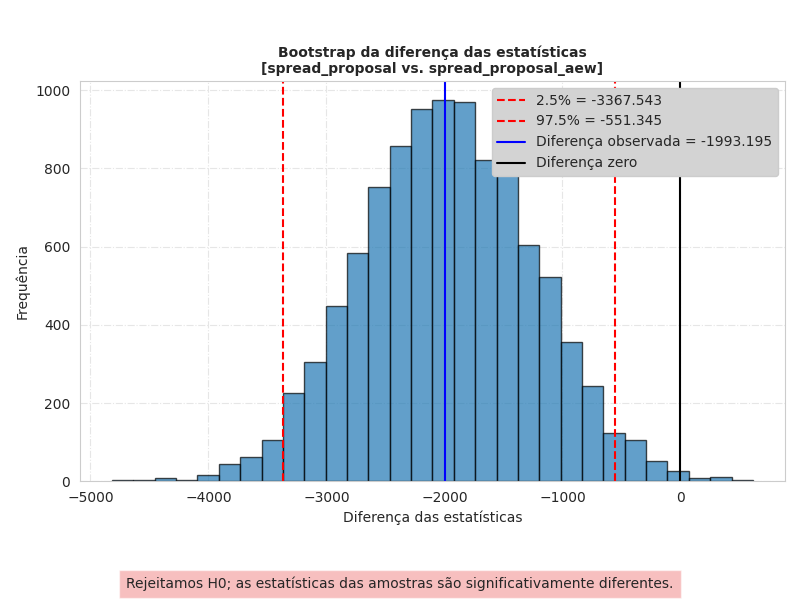 Bootstrap da diferença das estatísticas
[spread_proposal vs. spread_proposal_aew]
1000
800
600
400
200
0
Frequência
2.5% = -3367.543
97.5% = -551.345
Diferença observada = -1993.195
Diferença zero
−5000
−4000
−3000
−2000
−1000
0
Diferença das estatísticas
Rejeitamos H0; as estatísticas das amostras são significativamente diferentes.